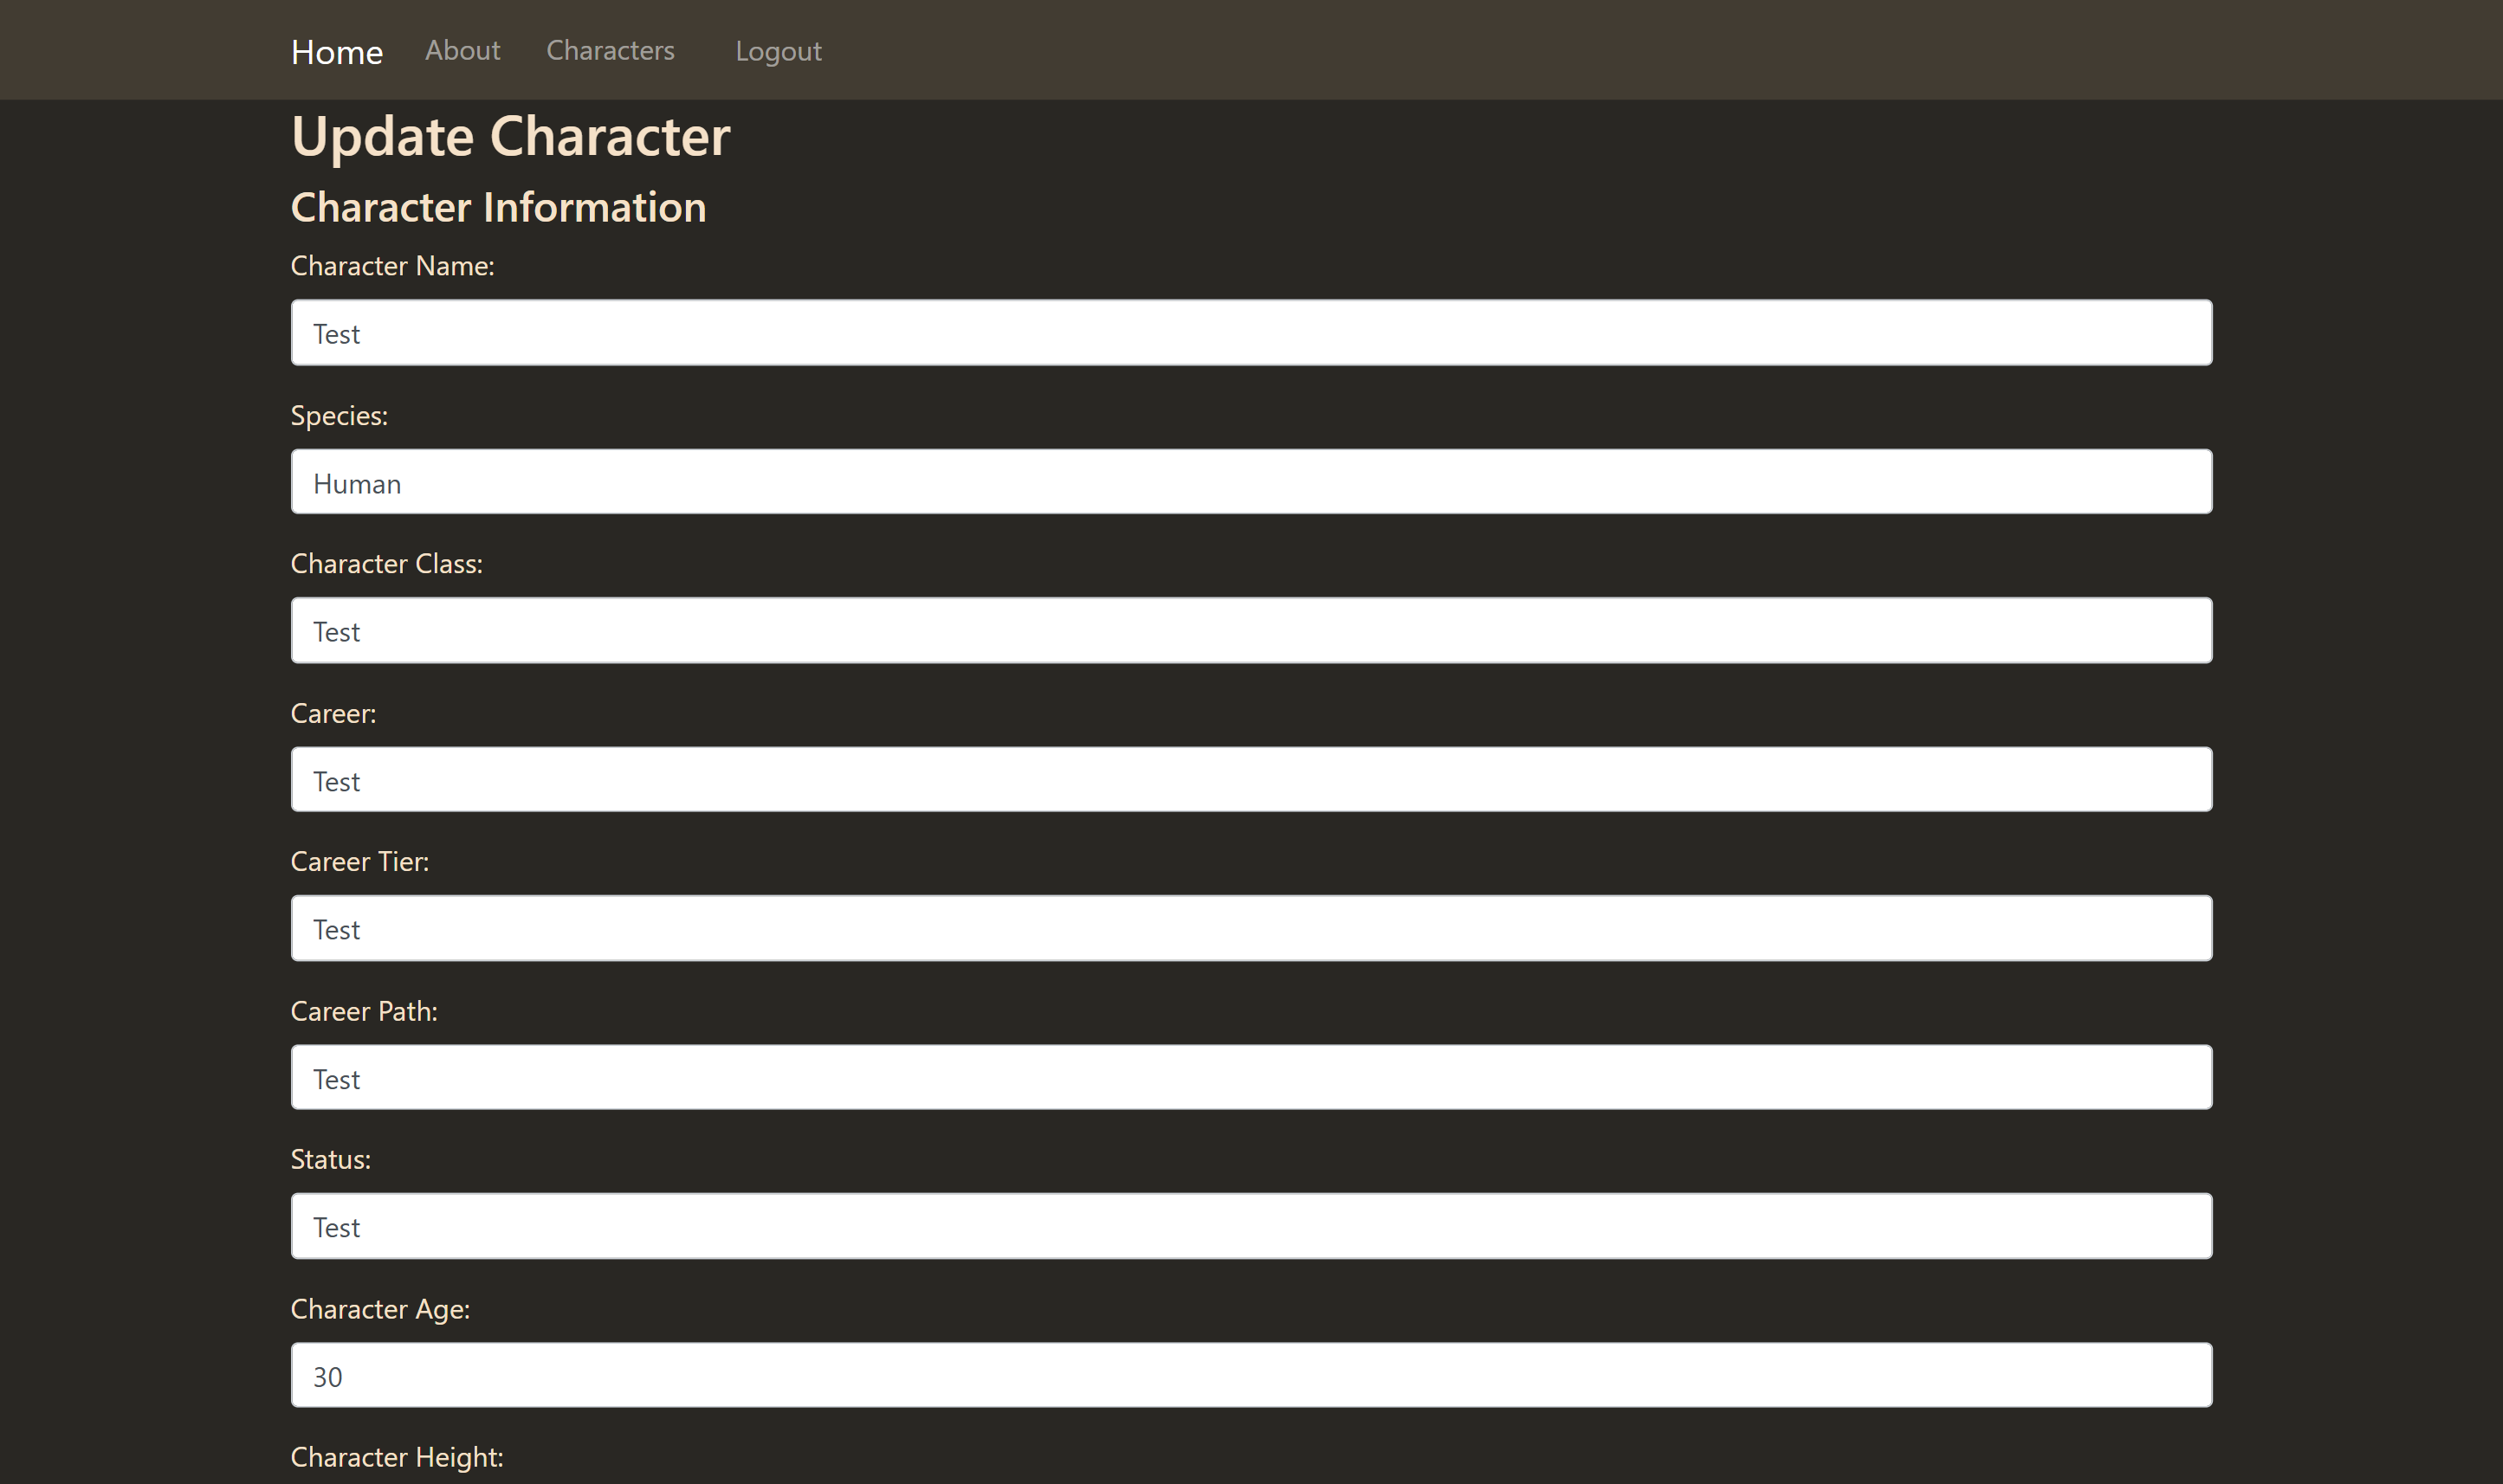 Home About Characters Logout
Update Character
Character Information
Character Name:
Test
Species:
Human
Character Class:
Test
Career:
Test
Career Tier:
Test
Career Path:
Test
Status:
Test
Character Age:
30
Character Height: